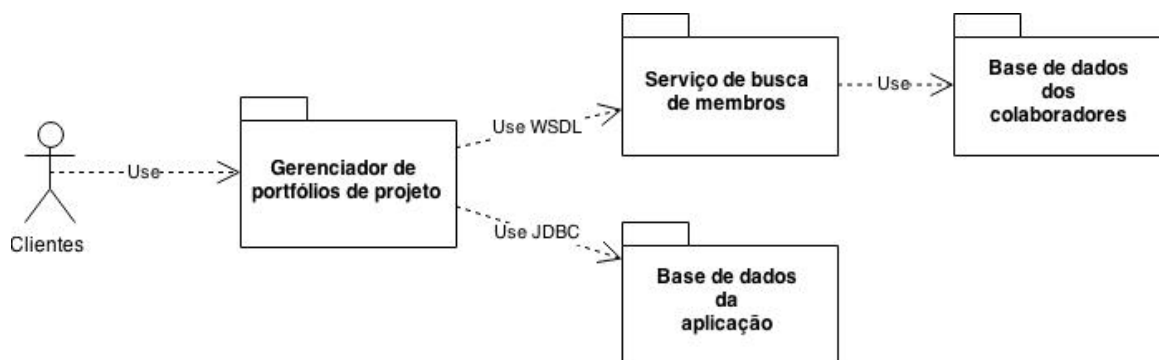 Clientes
Use
Gerenciador de
portfólios de projeto
Use WSDL
Serviço de busca
de membros
Use
Base de dados
dos
colaboradores
Use JDBC
Base de dados
da
aplicação